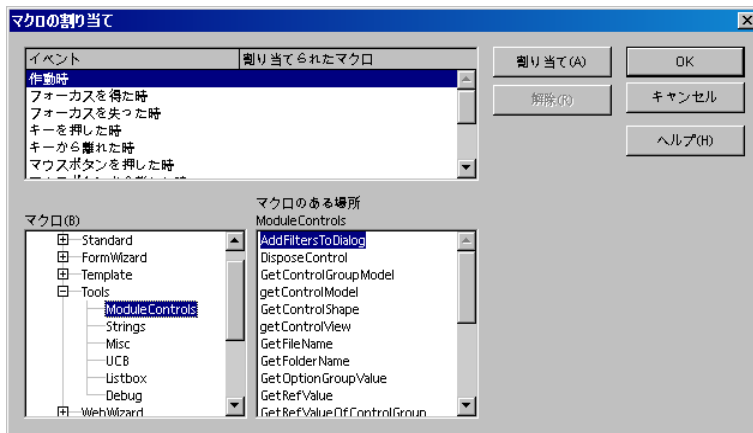 マクロの割り当て
イベント 割り当てられたマクロ
作動時
フォーカスを得た時
フォーカスを失った時
キーを押した時
キーから離れた時
マウスボタンを押した時
割り当て(A)
解除(R)
OK
キャンセル
ヘルプ(H)
マクロ(B)
Standard
FormWizard
Template
Tools
ModuleControls
Strings
Misc
UCB
Listbox
Debug
WebWizard
マクロのある場所
ModuleControls
AddFiltersToDialog
DisposeControl
GetControlGroupModel
getControlModel
GetControlShape
getControlView
GetFileName
GetFolderName
GetOptionGroupValue
GetRefValue
GetRefValueOfControlGroup